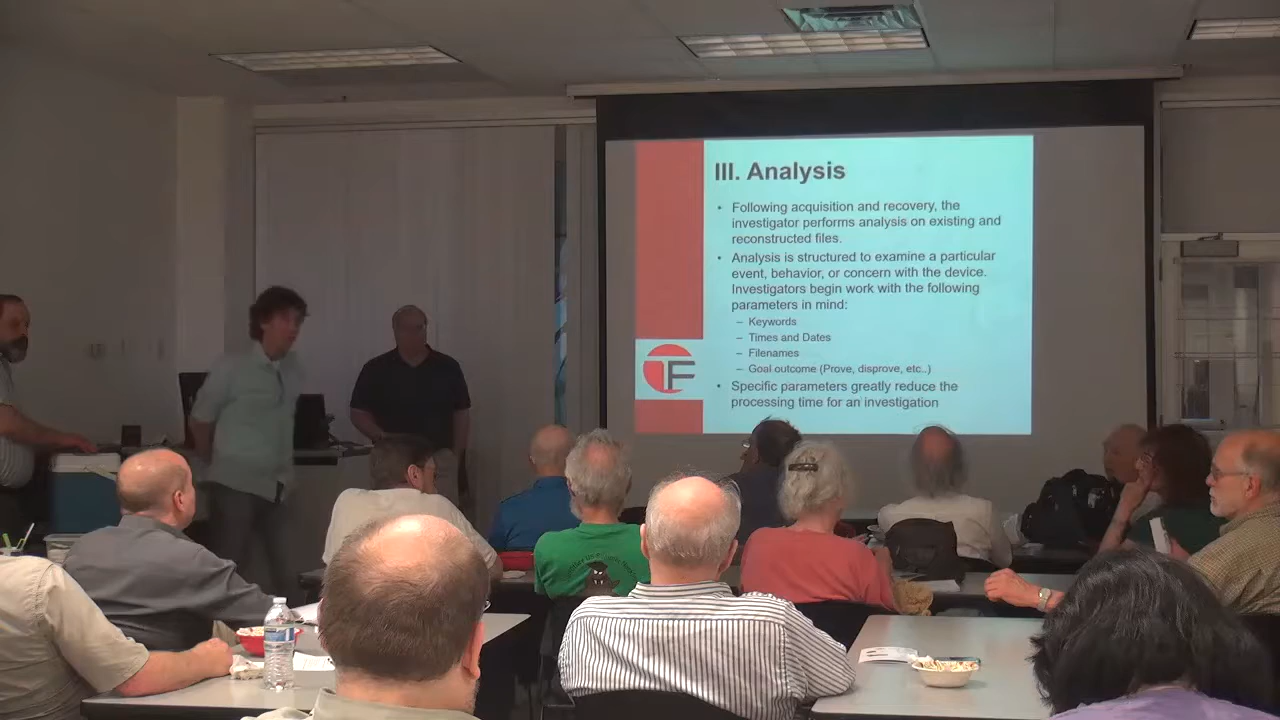 III. Analysis
• Following acquisition and recovery, the
investigator performs analysis on existing and
reconstructed files.
• Analysis is structured to examine a particular
event, behavior, or concern with the device.
Investigators begin work with the following
parameters in mind:
– Keywords
– Times and Dates
– Filenames
– Goal outcome (Prove, disprove, etc..)
• Specific parameters greatly reduce the
processing time for an investigation
TF